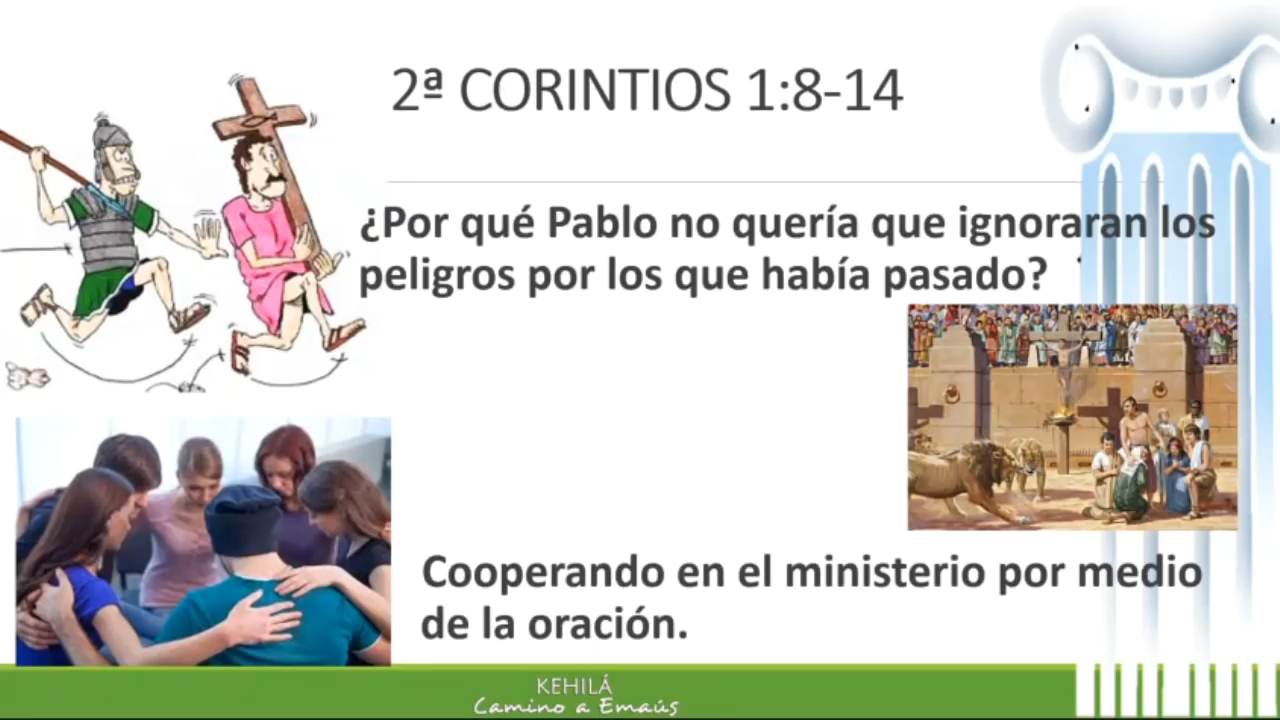 2ª CORINTIOS 1:8-14
¿Por qué Pablo no quería que ignoraran los
peligros por los que había pasado?
Cooperando en el ministerio por medio
de la oración.
KEHILÁ
Camino a Emaús